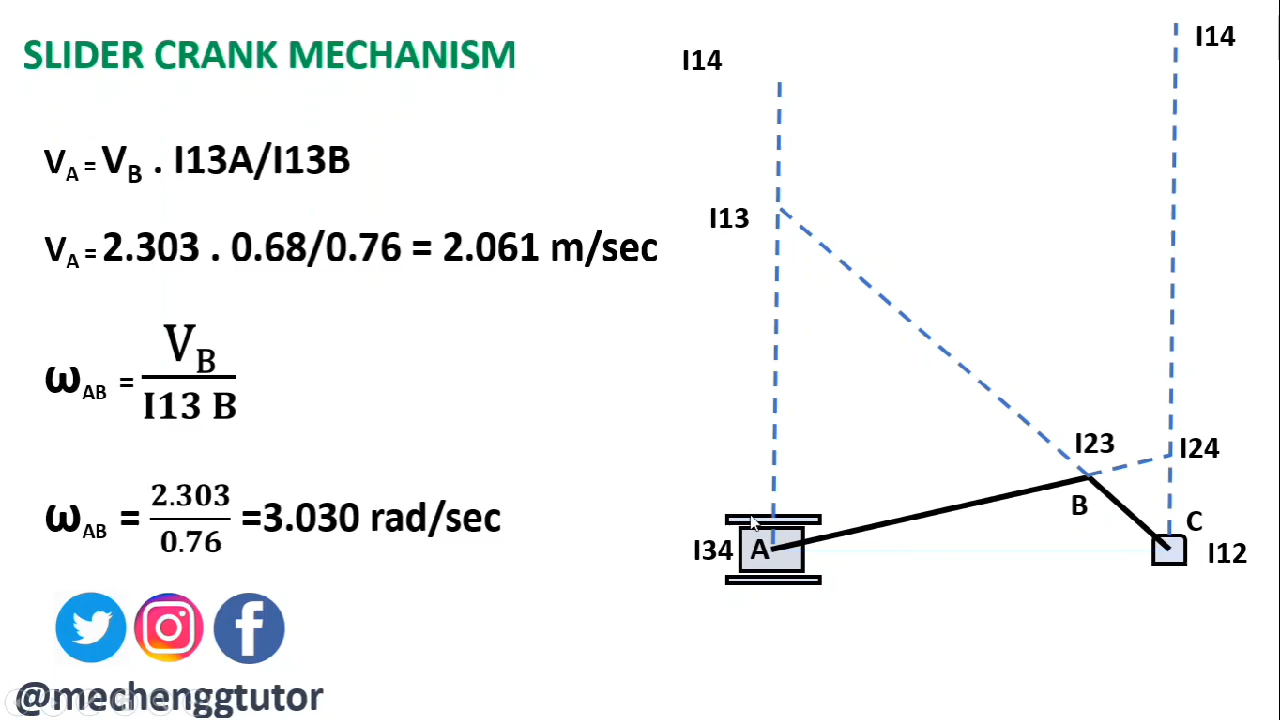 SLIDER CRANK MECHANISM
VA = VB . I13A/I13B
VA = 2.303 . 0.68/0.76 = 2.061 m/sec
ωAB = VB
I13 B
ωAB = 2.303
0.76 =3.030 rad/sec
@mechenggtutor
I14
I14
I13
I23
I24
B
C
I34
A
I12